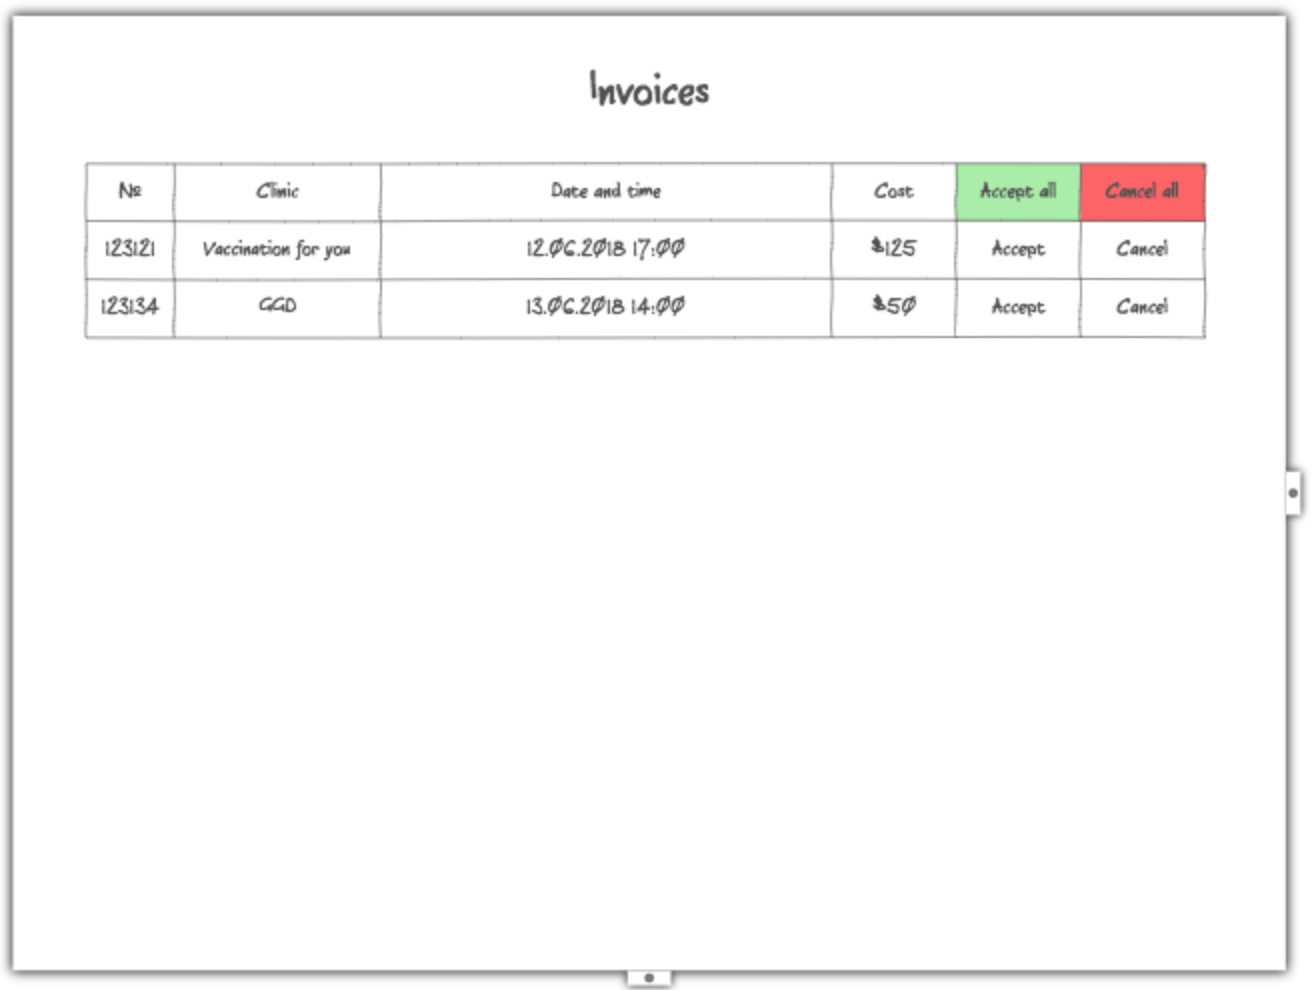 Invoices
№ Clinic Date and time Cost Accept all Cancel all
123121 Vaccination for you 12.06.2018 17:00 $125 Accept Cancel
123134 GGD 13.06.2018 14:00 $50 Accept Cancel